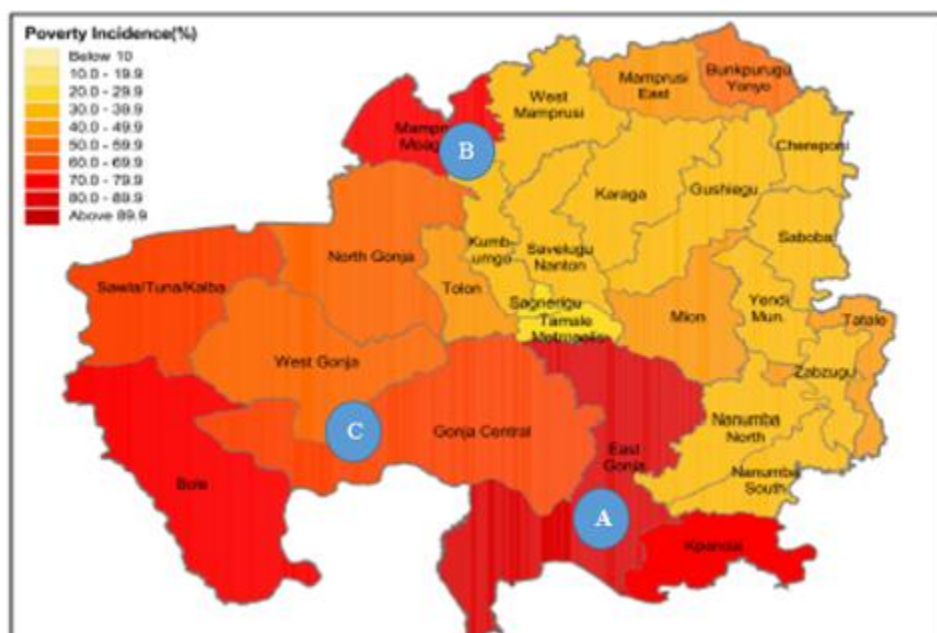 Poverty Incidence(%)
Below 10
10.0 - 19.9
20.0 - 29.9
30.0 - 39.9
40.0 - 49.9
50.0 - 59.9
60.0 - 69.9
70.0 - 79.9
80.0 - 89.9
Above 89.9
Bunkpurugu
Yonyo
Mamprusi
East
West
Mamprusi
B
Chereponi
Karaga
Gushiegu
Saboba
Kumb-
umgo
Savelugu
Nanton
North Gonja
Sawla/Tuna/Kalba
Tolon
Sagnerigu
Tamale
Metropolis
Mion
Yendi
Mun.
Tatale
West Gonja
Zabzugu
Nanumba
North
C
Gonja Central
East
Gonja
Nanumba
South
Bole
A
Kpandai